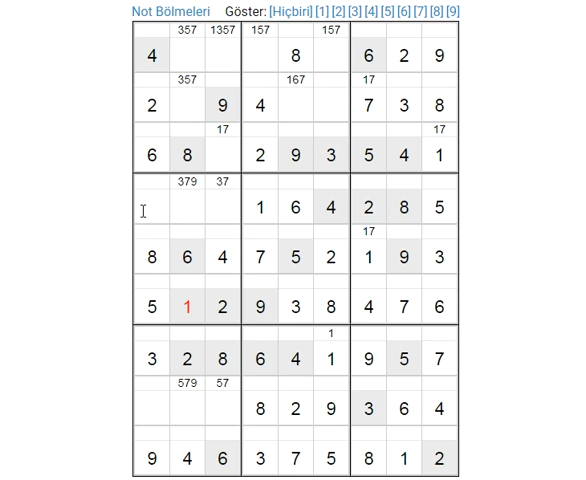 Not Bölmeleri Göster: [Hiçbiri] [1] [2] [3] [4] [5] [6] [7] [8] [9]
357 1357 157 157
4 8 6 2 9
357 167 17
2 9 4 7 3 8
17 17
6 8 2 9 3 5 4 1
379 37
1 6 4 2 8 5
17
8 6 4 7 5 2 1 9 3
5 1 2 9 3 8 4 7 6
1
3 2 8 6 4 1 9 5 7
579 57
8 2 9 3 6 4
9 4 6 3 7 5 8 1 2